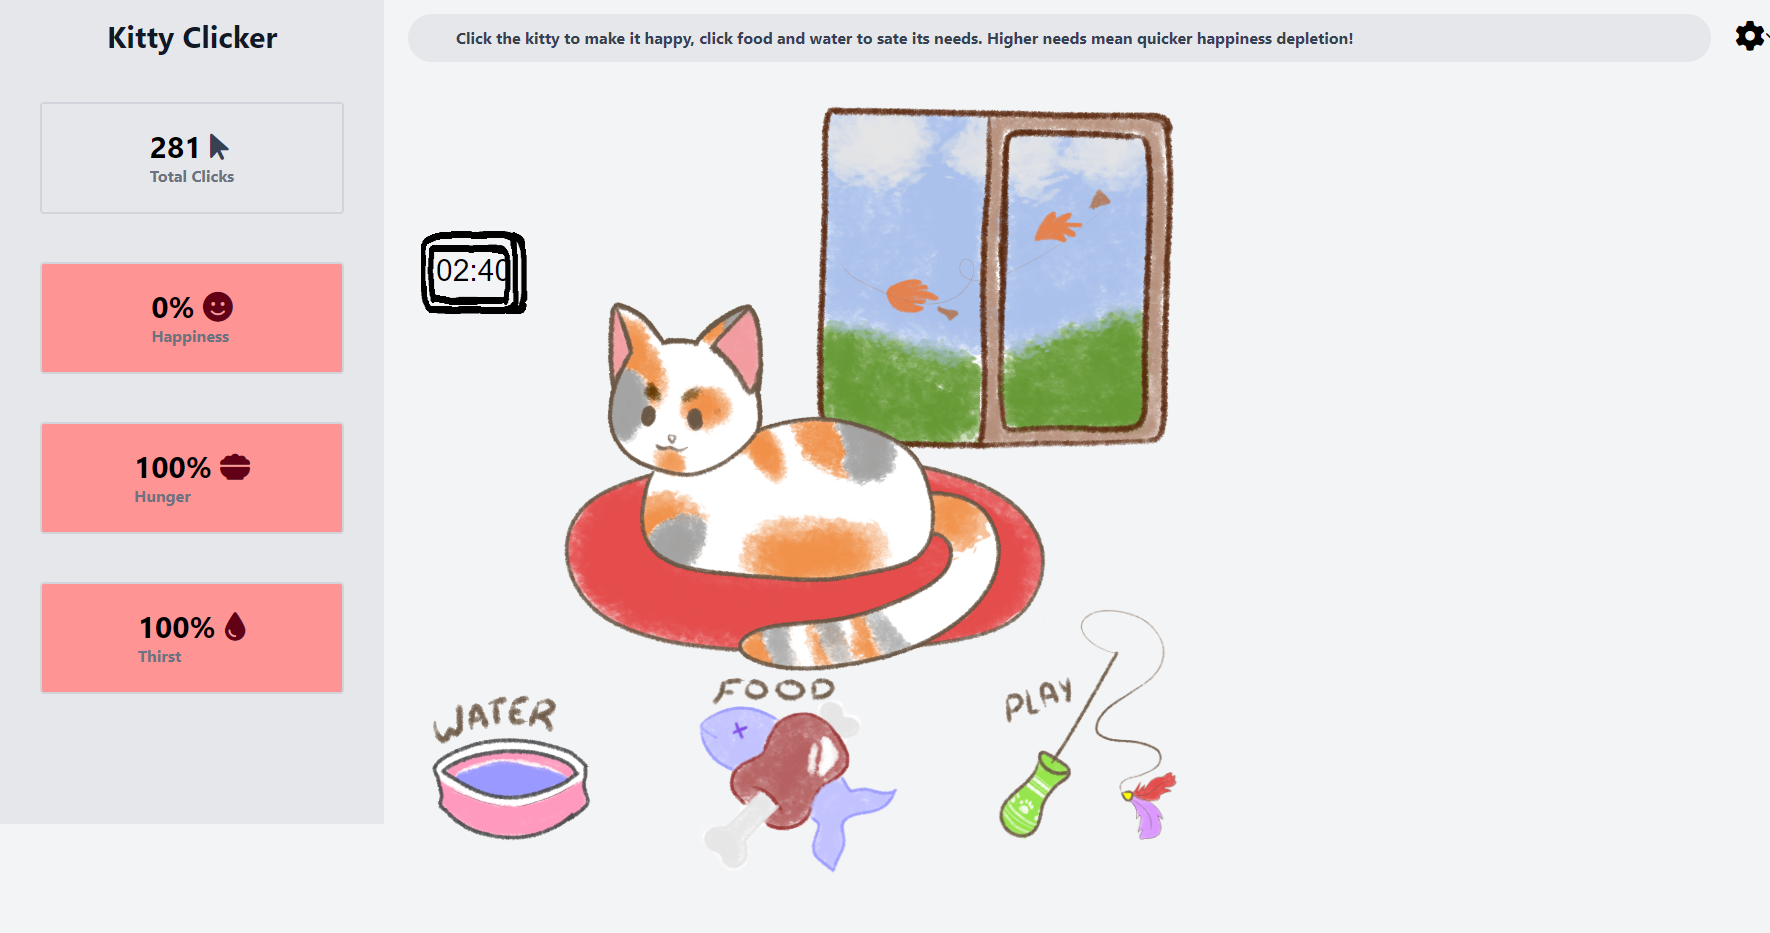 Kitty Clicker
Click the kitty to make it happy, click food and water to sate its needs. Higher needs mean quicker happiness depletion!
281
Total Clicks
0%
Happiness
100%
Hunger
100%
Thirst
02:40
WATER
FOOD
PLAY